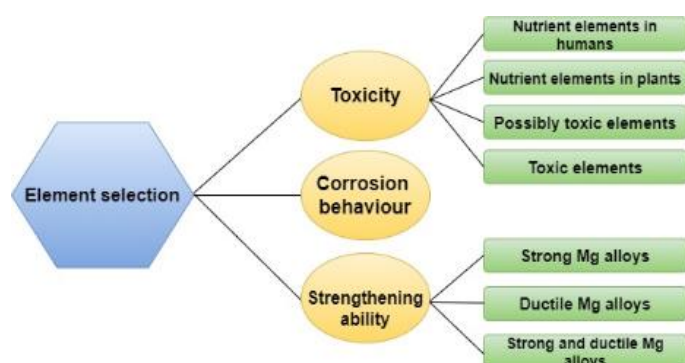 Nutrient elements in
humans
Toxicity
Nutrient elements in plants
Possibly toxic elements
Toxic elements
Element selection
Corrosion
behaviour
Strong Mg alloys
Strengthening
ability
Ductile Mg alloys
Strong and ductile Mg
alloys